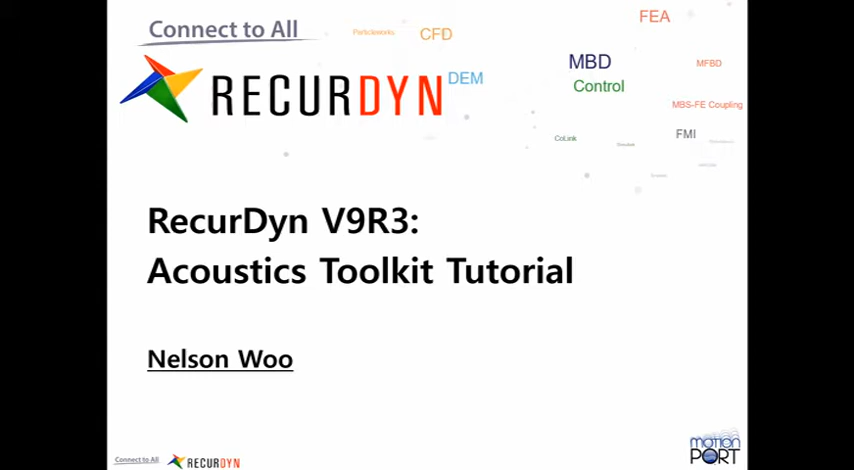 Connect to All
Particleworks
CFD
FEA
RECURDYN
DEM
MBD
MFBD
Control
MBS-FE Coupling
CoLink
FMI
RecurDyn V9R3:
Acoustics Toolkit Tutorial
Nelson Woo
Connect to All
RECURDYN
motion
PORT